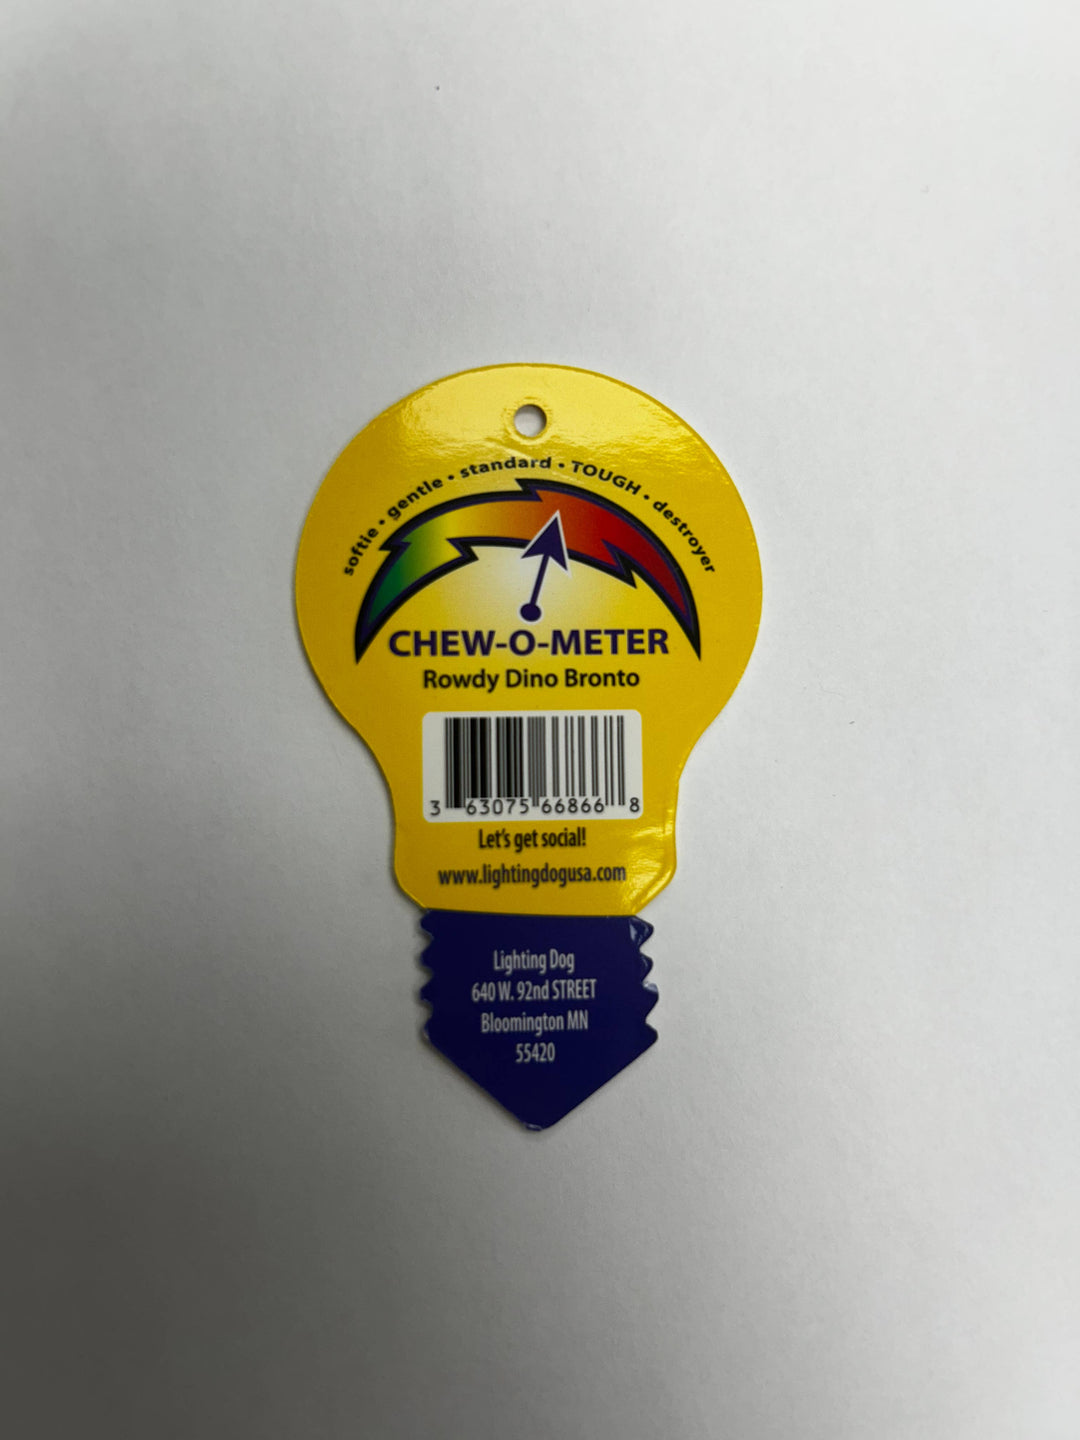 softie • gentle • standard • TOUGH • destroyer
CHEW-O-METER
Rowdy Dino Bronto
3 63075 66866 8
Let's get social!
www.lightingdogusa.com
Lighting Dog
640 W. 92nd STREET
Bloomington MN
55420